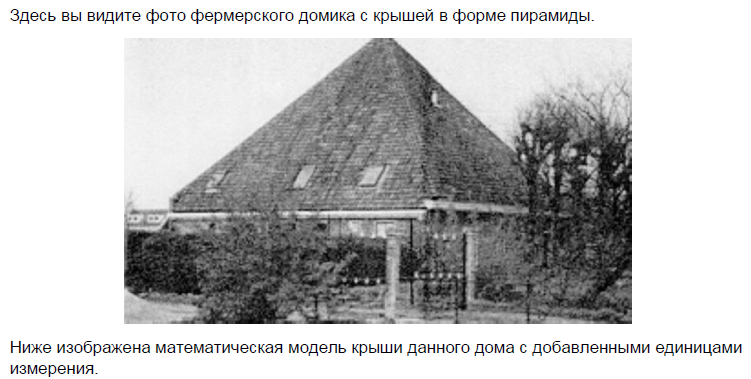 Здесь вы видите фото фермерского домика с крышей в форме пирамиды.
Ниже изображена математическая модель крыши данного дома с добавленными единицами
измерения.